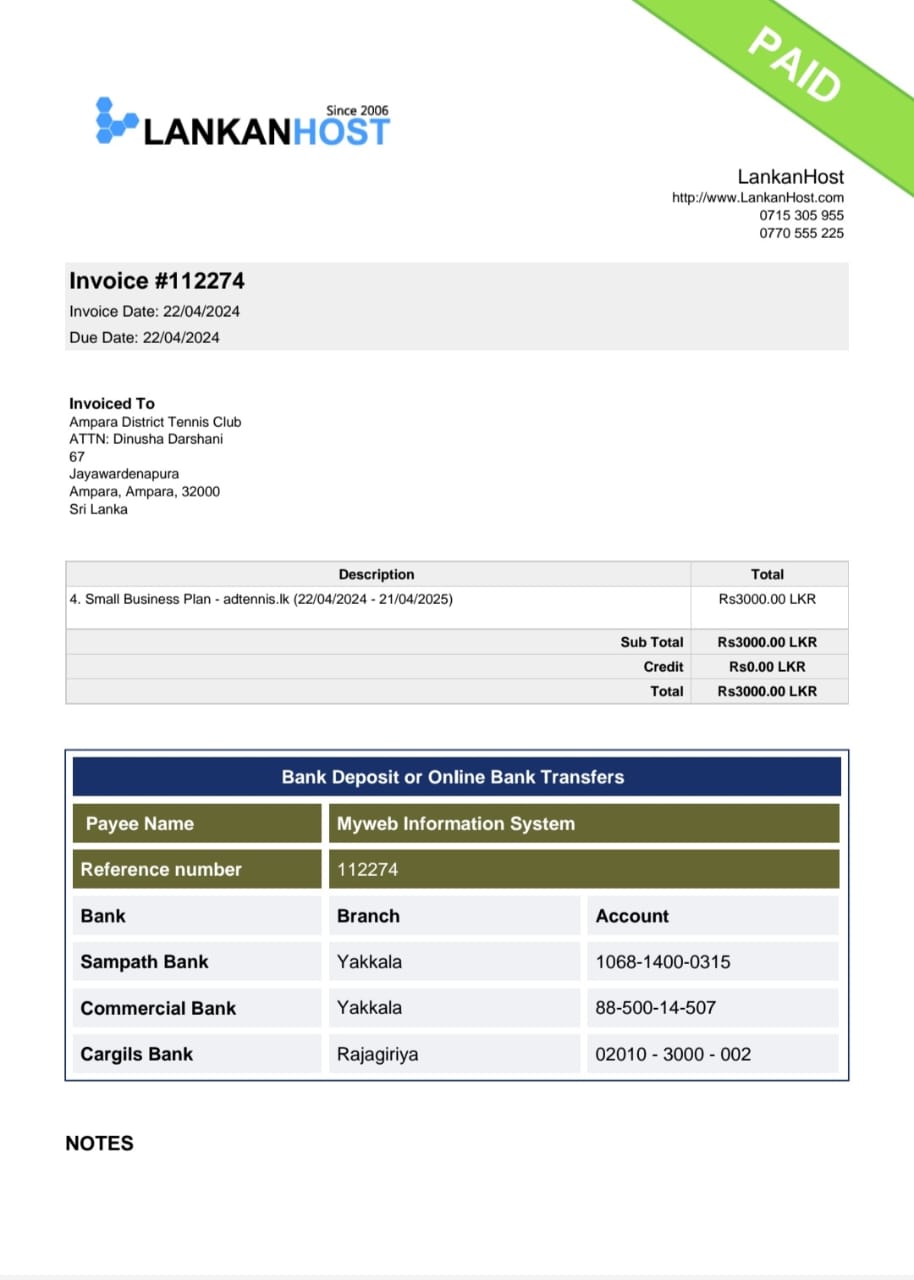 PAID
Since 2006
LANKANHOST
LankanHost
http://www.LankanHost.com
0715 305 955
0770 555 225
Invoice #112274
Invoice Date: 22/04/2024
Due Date: 22/04/2024
Invoiced To
Ampara District Tennis Club
ATTN: Dinusha Darshani
67
Jayawardenapura
Ampara, Ampara, 32000
Sri Lanka
Description Total
4. Small Business Plan - adtennis.lk (22/04/2024 - 21/04/2025) Rs3000.00 LKR
Sub Total Rs3000.00 LKR
Credit Rs0.00 LKR
Total Rs3000.00 LKR
Bank Deposit or Online Bank Transfers
Payee Name Myweb Information System
Reference number 112274
Bank Branch Account
Sampath Bank Yakkala 1068-1400-0315
Commercial Bank Yakkala 88-500-14-507
Cargils Bank Rajagiriya 02010 - 3000 - 002
NOTES